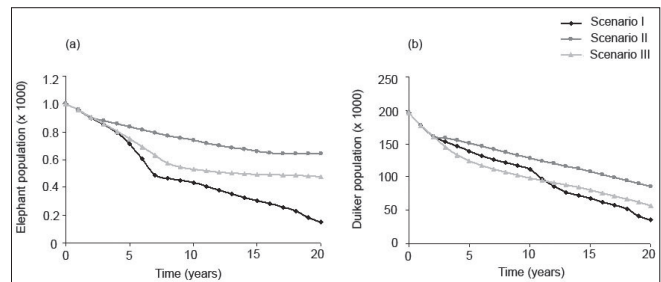 Scenario I
Scenario II
Scenario III
(a)
(b)
Elephant population (x 1000)
1.2
1.0
0.8
0.6
0.4
0.2
0
0 5 10 15 20
Time (years)
Duiker population (x 1000)
250
200
150
100
50
0
0 5 10 15 20
Time (years)